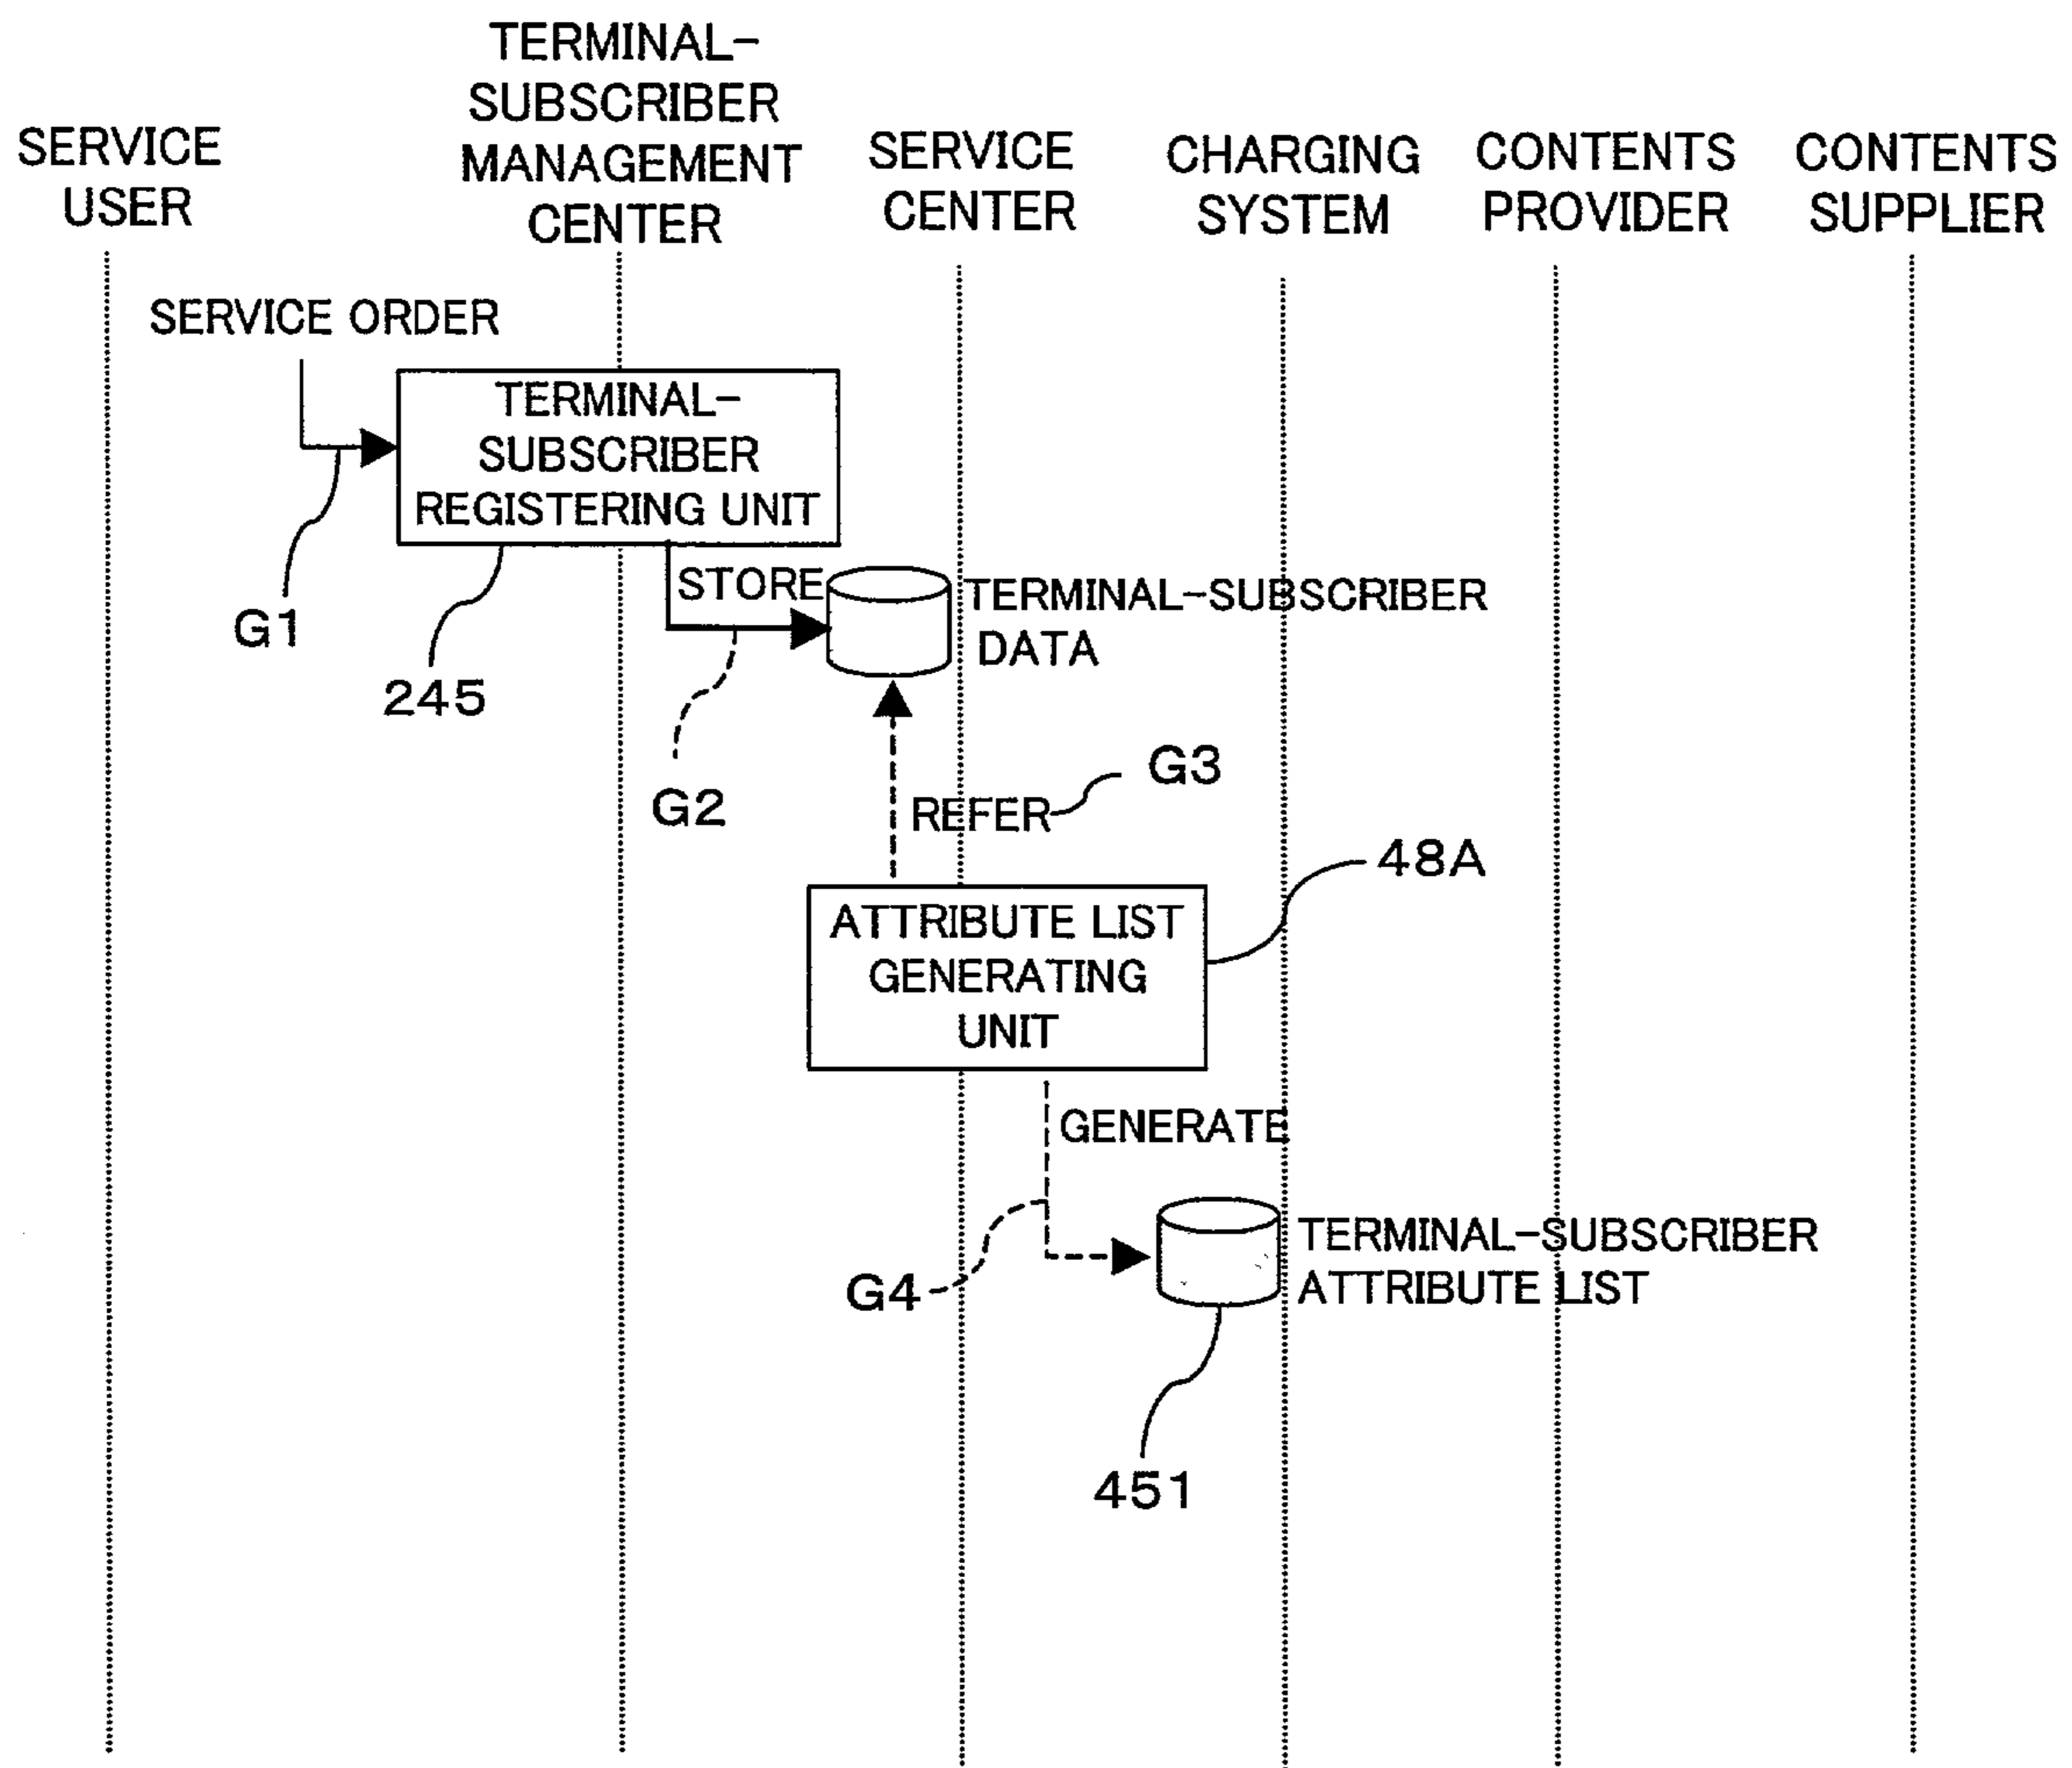 SERVICE
USER
TERMINAL-
SUBSCRIBER
MANAGEMENT
CENTER
SERVICE
CENTER
CHARGING
SYSTEM
CONTENTS
PROVIDER
CONTENTS
SUPPLIER
SERVICE ORDER
TERMINAL-
SUBSCRIBER
REGISTERING UNIT
G1
245
STORE
TERMINAL-SUBSCRIBER
DATA
G2
G3
REFER
48A
ATTRIBUTE LIST
GENERATING
UNIT
GENERATE
G4
TERMINAL-SUBSCRIBER
ATTRIBUTE LIST
451